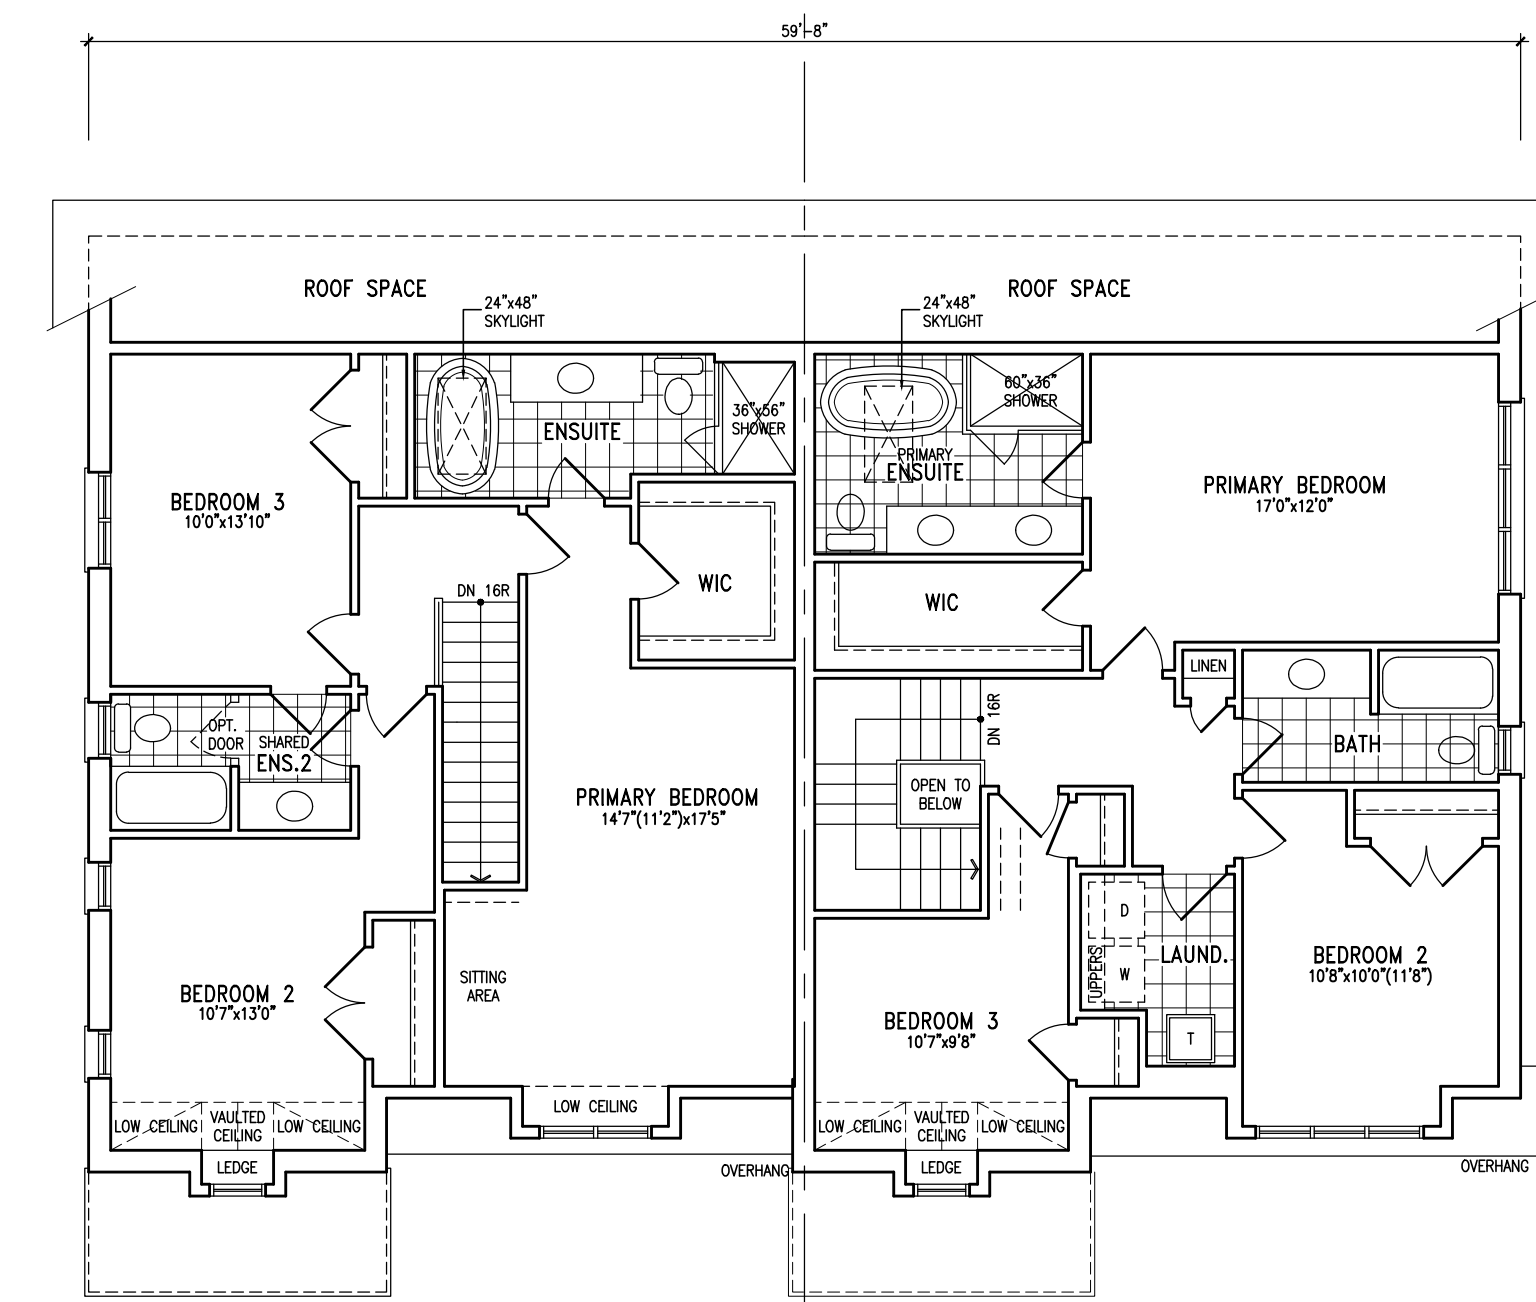 59'-8"
ROOF SPACE
ROOF SPACE
24"x48"
SKYLIGHT
24"x48"
SKYLIGHT
36"x56"
SHOWER
60"x36"
SHOWER
ENSUITE
PRIMARY
ENSUITE
BEDROOM 3
10'0"x13'10"
PRIMARY BEDROOM
17'0"x12'0"
DN 16R
WIC
WIC
LINEN
OPT.
DOOR
SHARED
ENS.2
DN 16R
BATH
PRIMARY BEDROOM
14'7"(11'2")x17'5"
OPEN TO
BELOW
D
W
UPPERS
LAUND.
T
BEDROOM 2
10'8"x10'0"(11'8")
SITTING
AREA
BEDROOM 2
10'7"x13'0"
BEDROOM 3
10'7"x9'8"
LOW CEILING
VAULTED
CEILING
LOW CEILING
LOW CEILING
LOW CEILING
VAULTED
CEILING
LOW CEILING
LEDGE
OVERHANG
LEDGE
OVERHANG